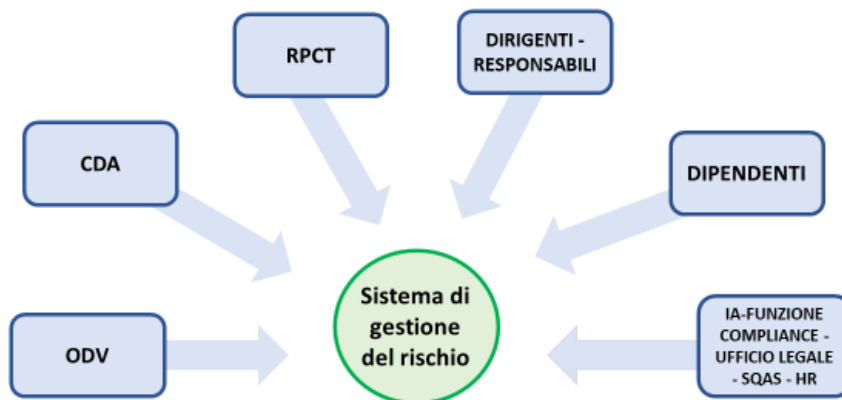 RPCT
DIRIGENTI -
RESPONSABILI
CDA
DIPENDENTI
Sistema di
gestione
del rischio
ODV
IA-FUNZIONE
COMPLIANCE -
UFFICIO LEGALE
- SQAS - HR